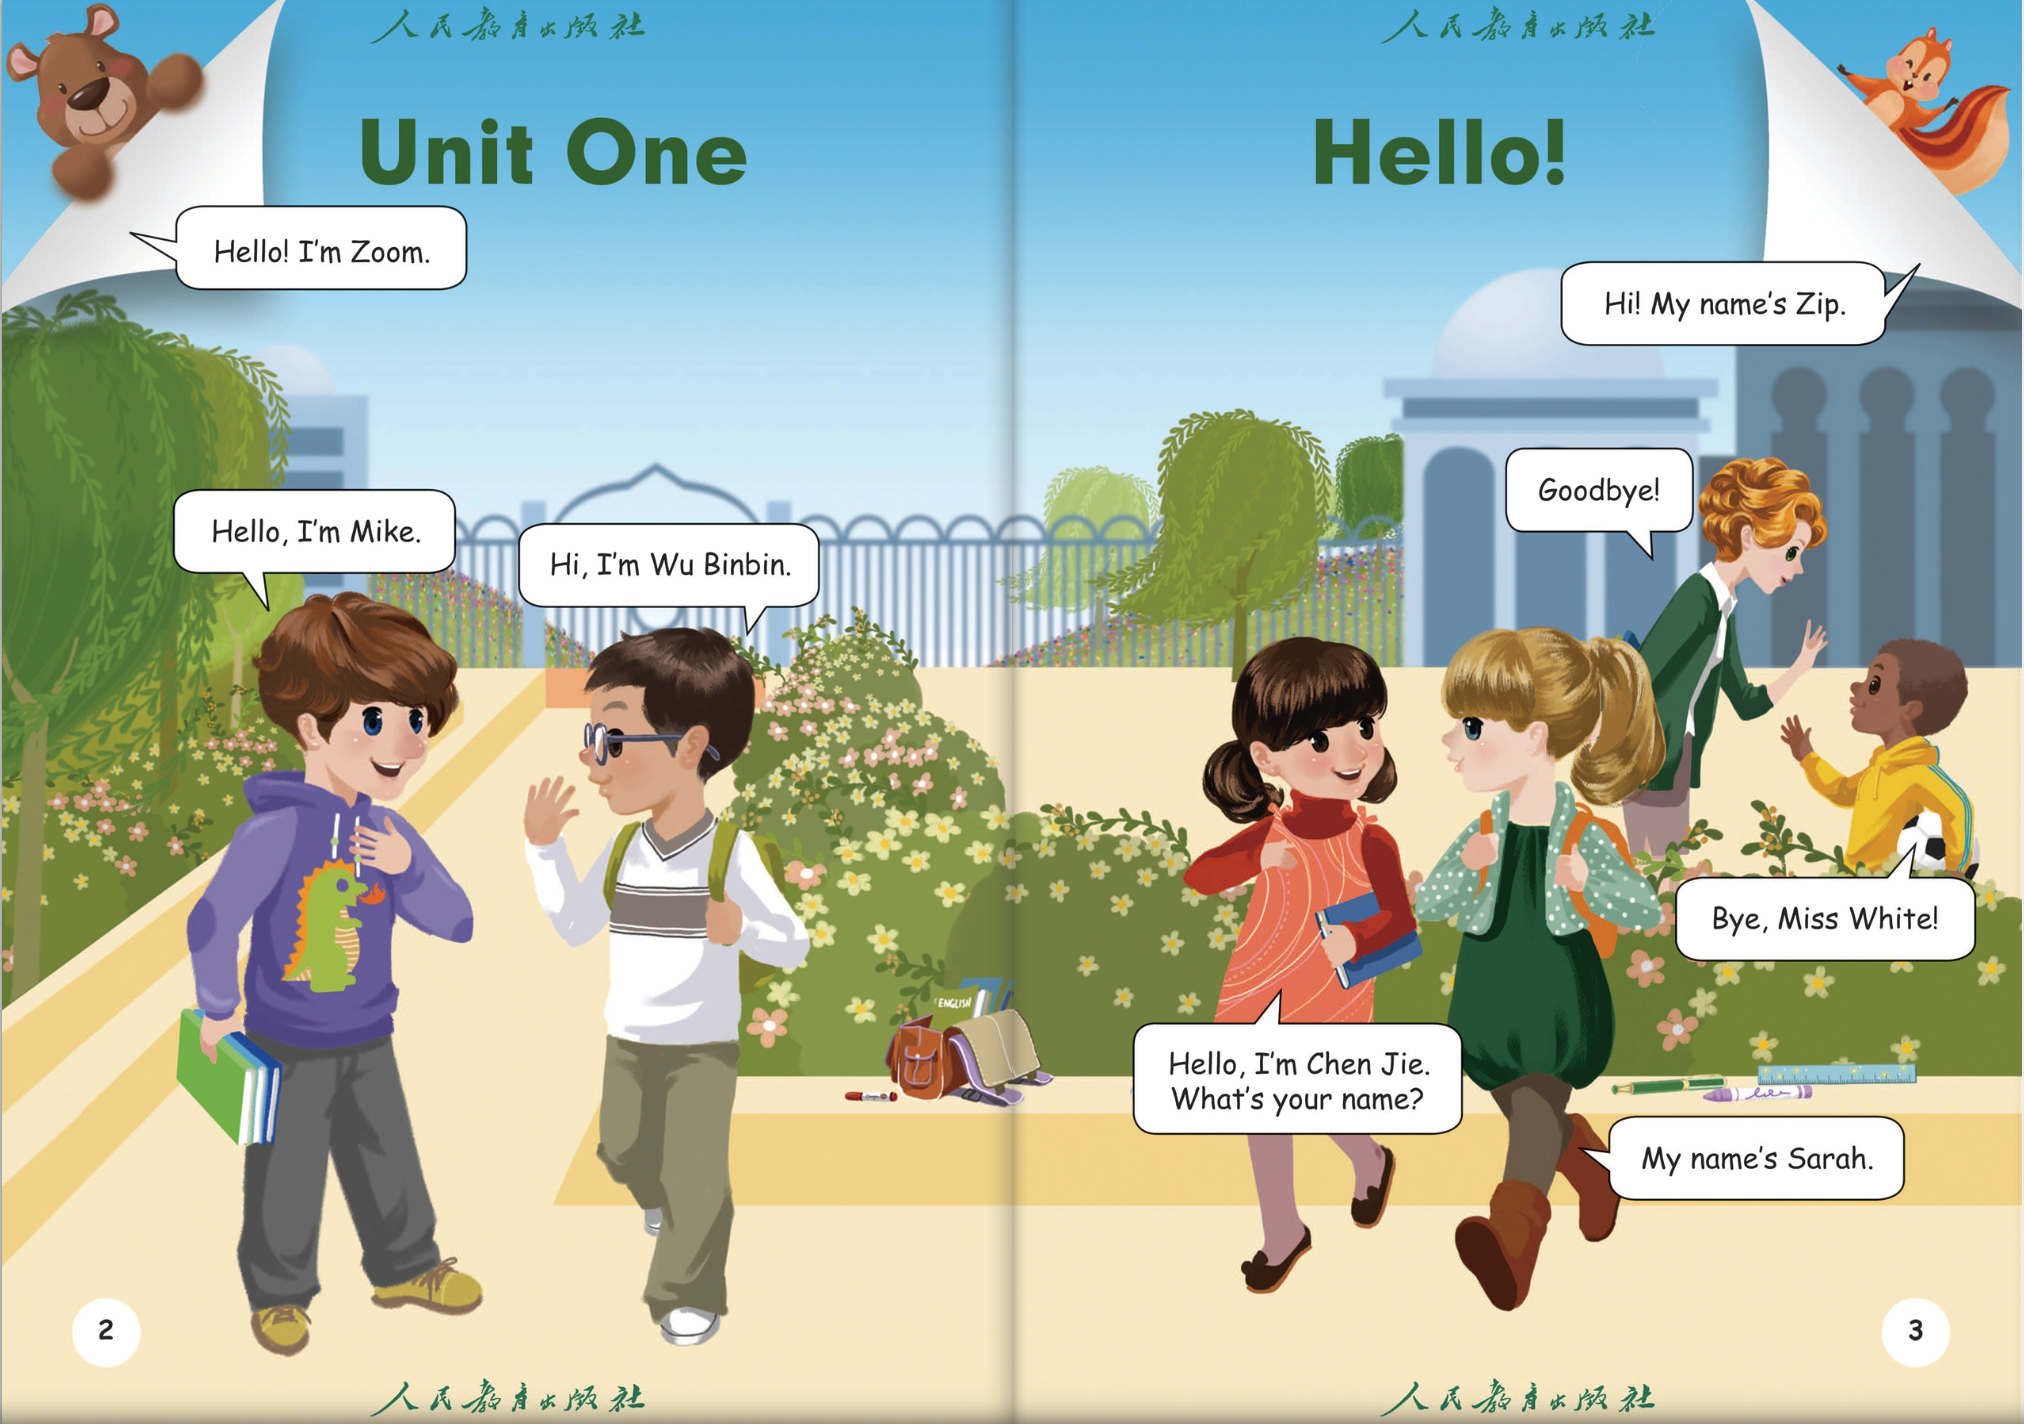 人民教育出版社
人民教育出版社
Unit One
Hello!
Hello! I'm Zoom.
Hi! My name's Zip.
Hello, I'm Mike.
Hi, I'm Wu Binbin.
Goodbye!
Bye, Miss White!
ENGLISH
Hello, I'm Chen Jie.
What's your name?
My name's Sarah.
2
3
人民教育出版社
人民教育出版社